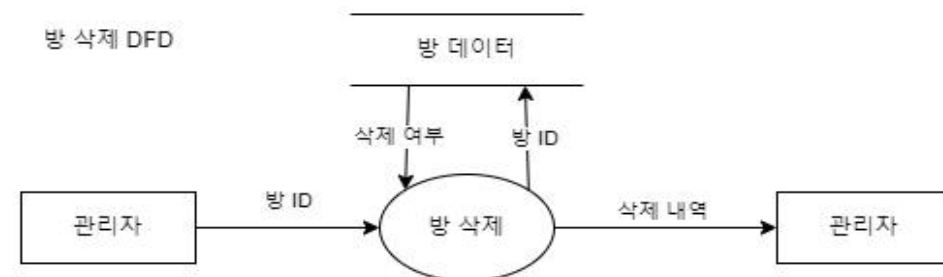 방 삭제 DFD
방 데이터
삭제 여부
방 ID
관리자
방 ID
방 삭제
삭제 내역
관리자